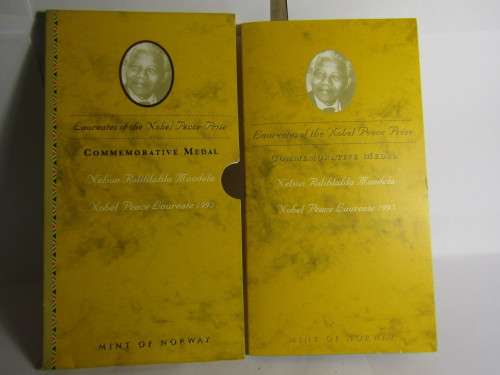 Laureates of the Nobel Peace Prize
COMMEMORATIVE MEDAL
Nelson Rolihlahla Mandela
Nobel Peace Laureate 1993
MINT OF NORWAY
Laureates of the Nobel Peace Prize
COMMEMORATIVE MEDAL
Nelson Rolihlahla Mandela
Nobel Peace Laureate 1993
MINT OF NORWAY